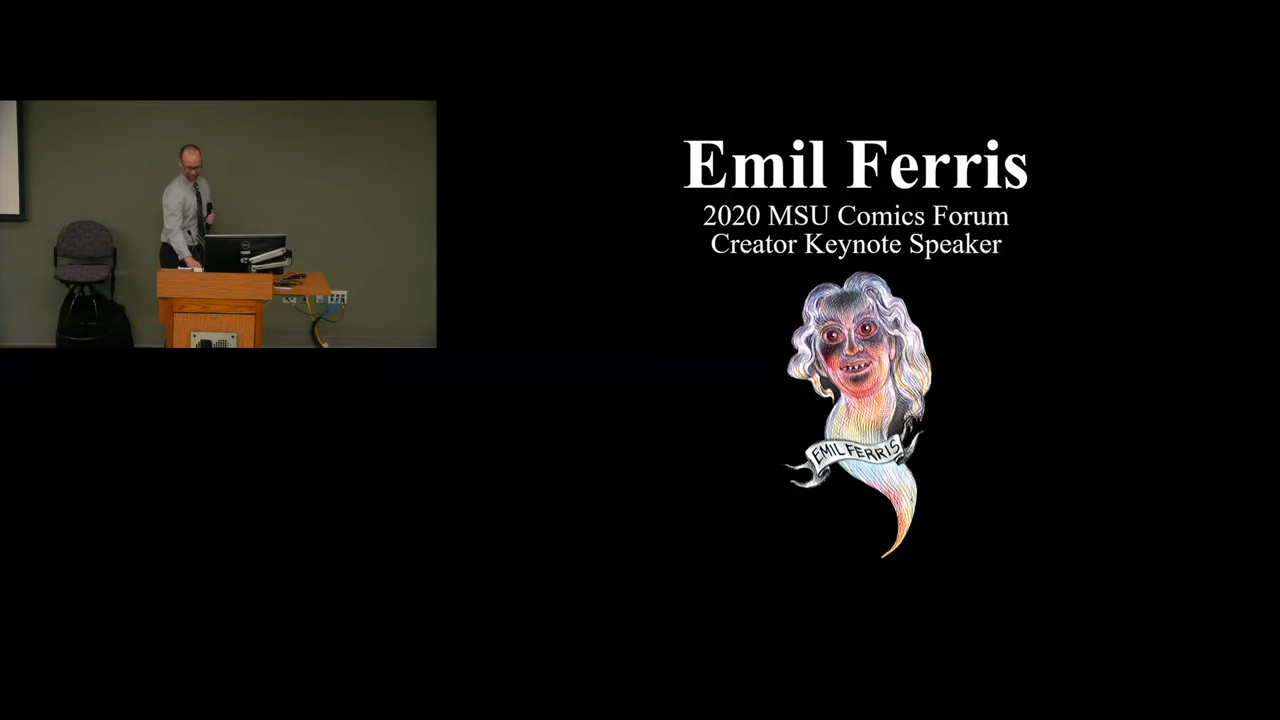 Emil Ferris
2020 MSU Comics Forum
Creator Keynote Speaker
EMIL FERRIS